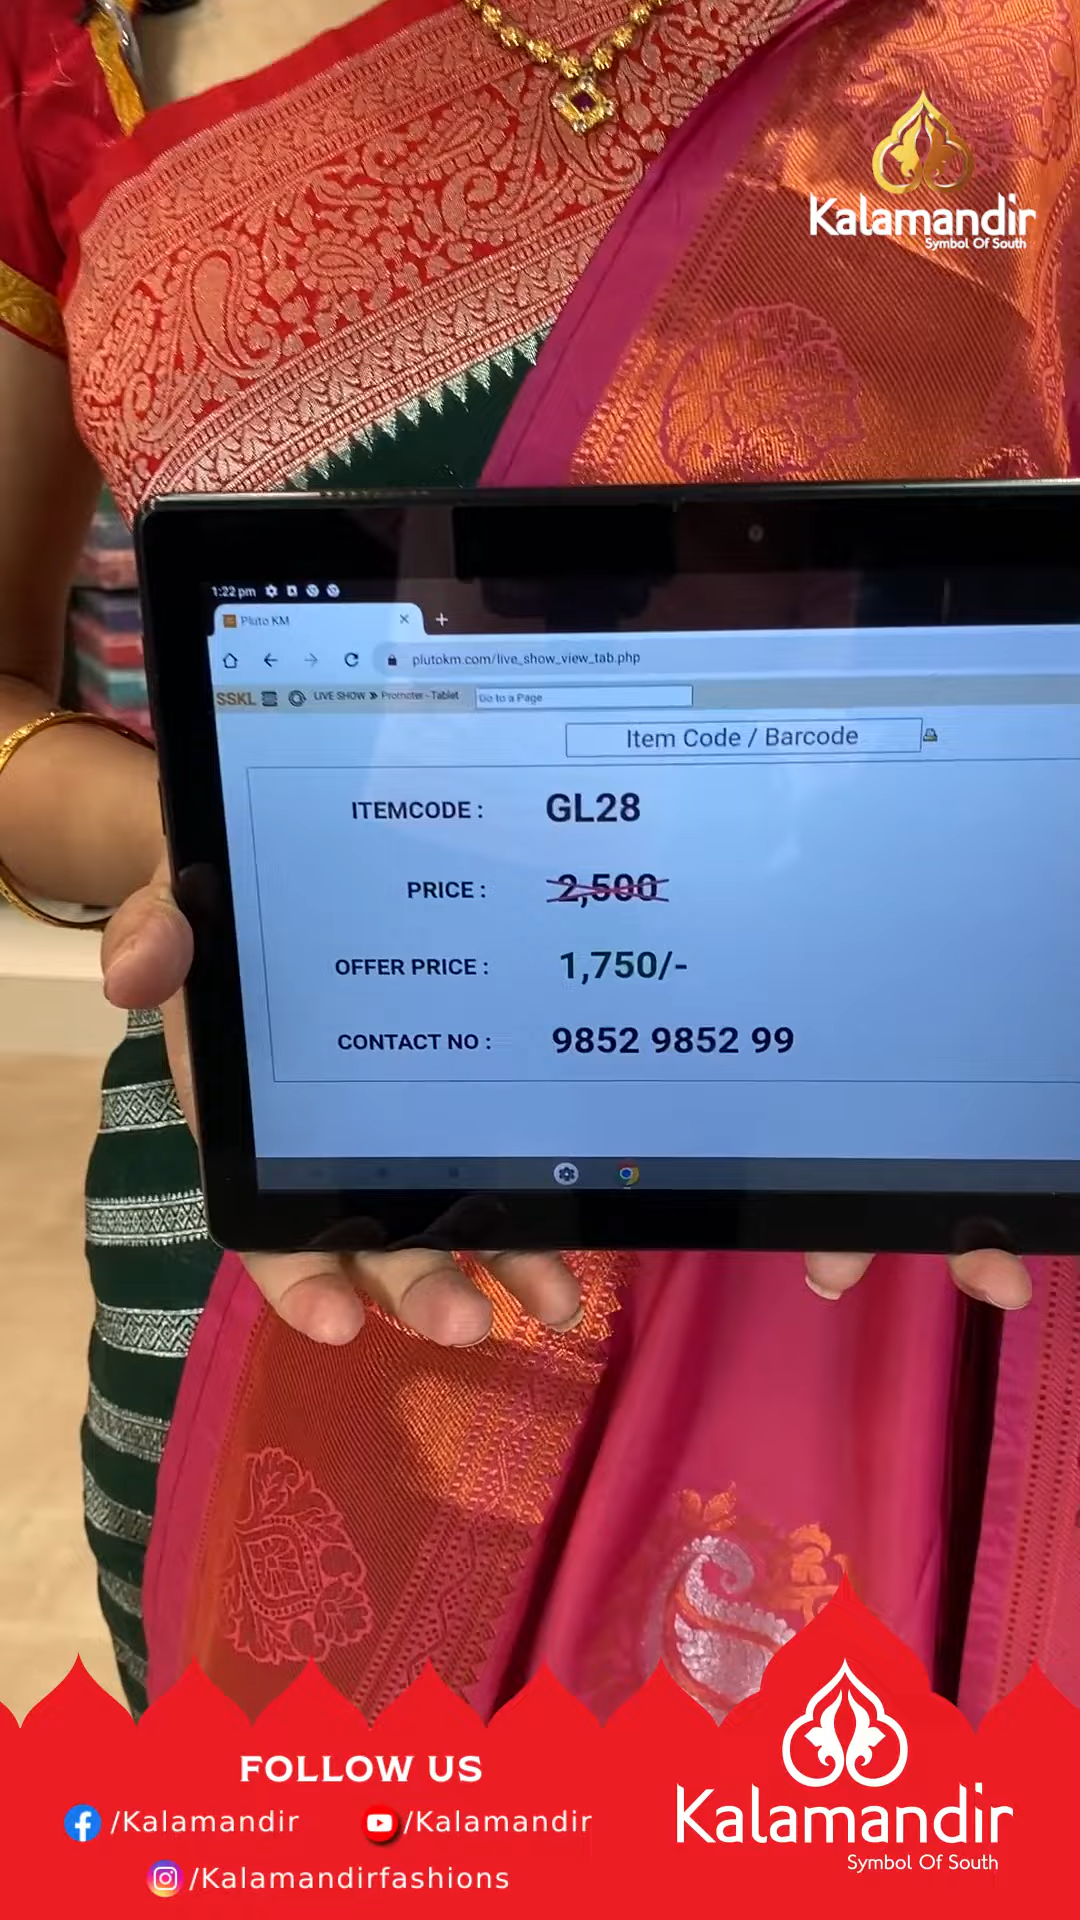 Kalamandir
Symbol Of South
1:22 pm
Pluto KM
plutokm.com/live_show_view_tab.php
SSKL LIVE SHOW » Promoter - Tablet Go to a Page
Item Code / Barcode
ITEMCODE : GL28
PRICE : 2,500
OFFER PRICE : 1,750/-
CONTACT NO : 9852 9852 99
FOLLOW US
/Kalamandir /Kalamandir
/Kalamandirfashions
Kalamandir
Symbol Of South